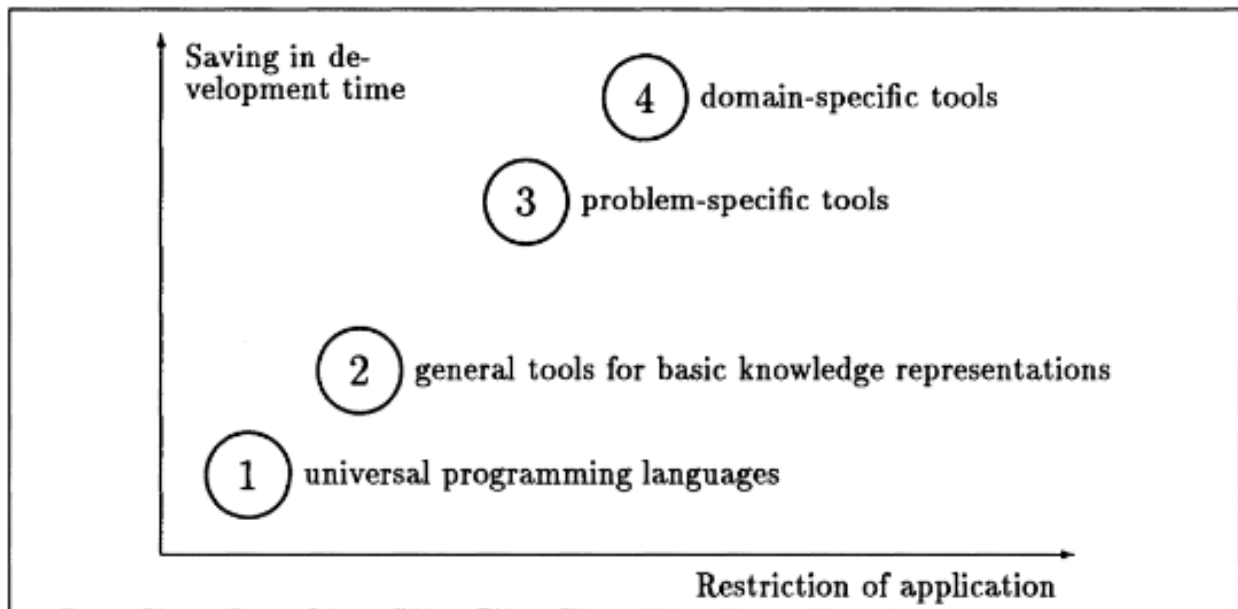 Saving in de-
velopment time
4 domain-specific tools
3 problem-specific tools
2 general tools for basic knowledge representations
1 universal programming languages
Restriction of application